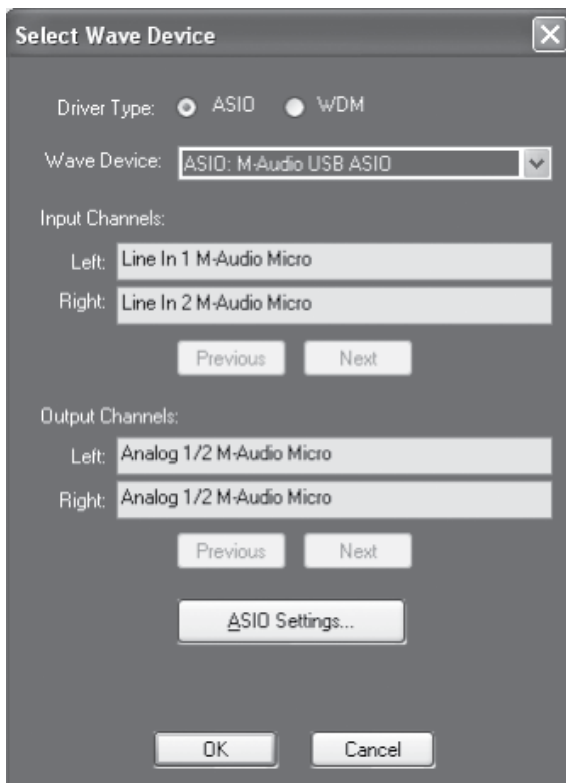 Select Wave Device
Driver Type: ASIO WDM
Wave Device: ASIO: M-Audio USB ASIO
Input Channels:
Left: Line In 1 M-Audio Micro
Right: Line In 2 M-Audio Micro
Previous Next
Output Channels:
Left: Analog 1/2 M-Audio Micro
Right: Analog 1/2 M-Audio Micro
Previous Next
ASIO Settings...
OK Cancel